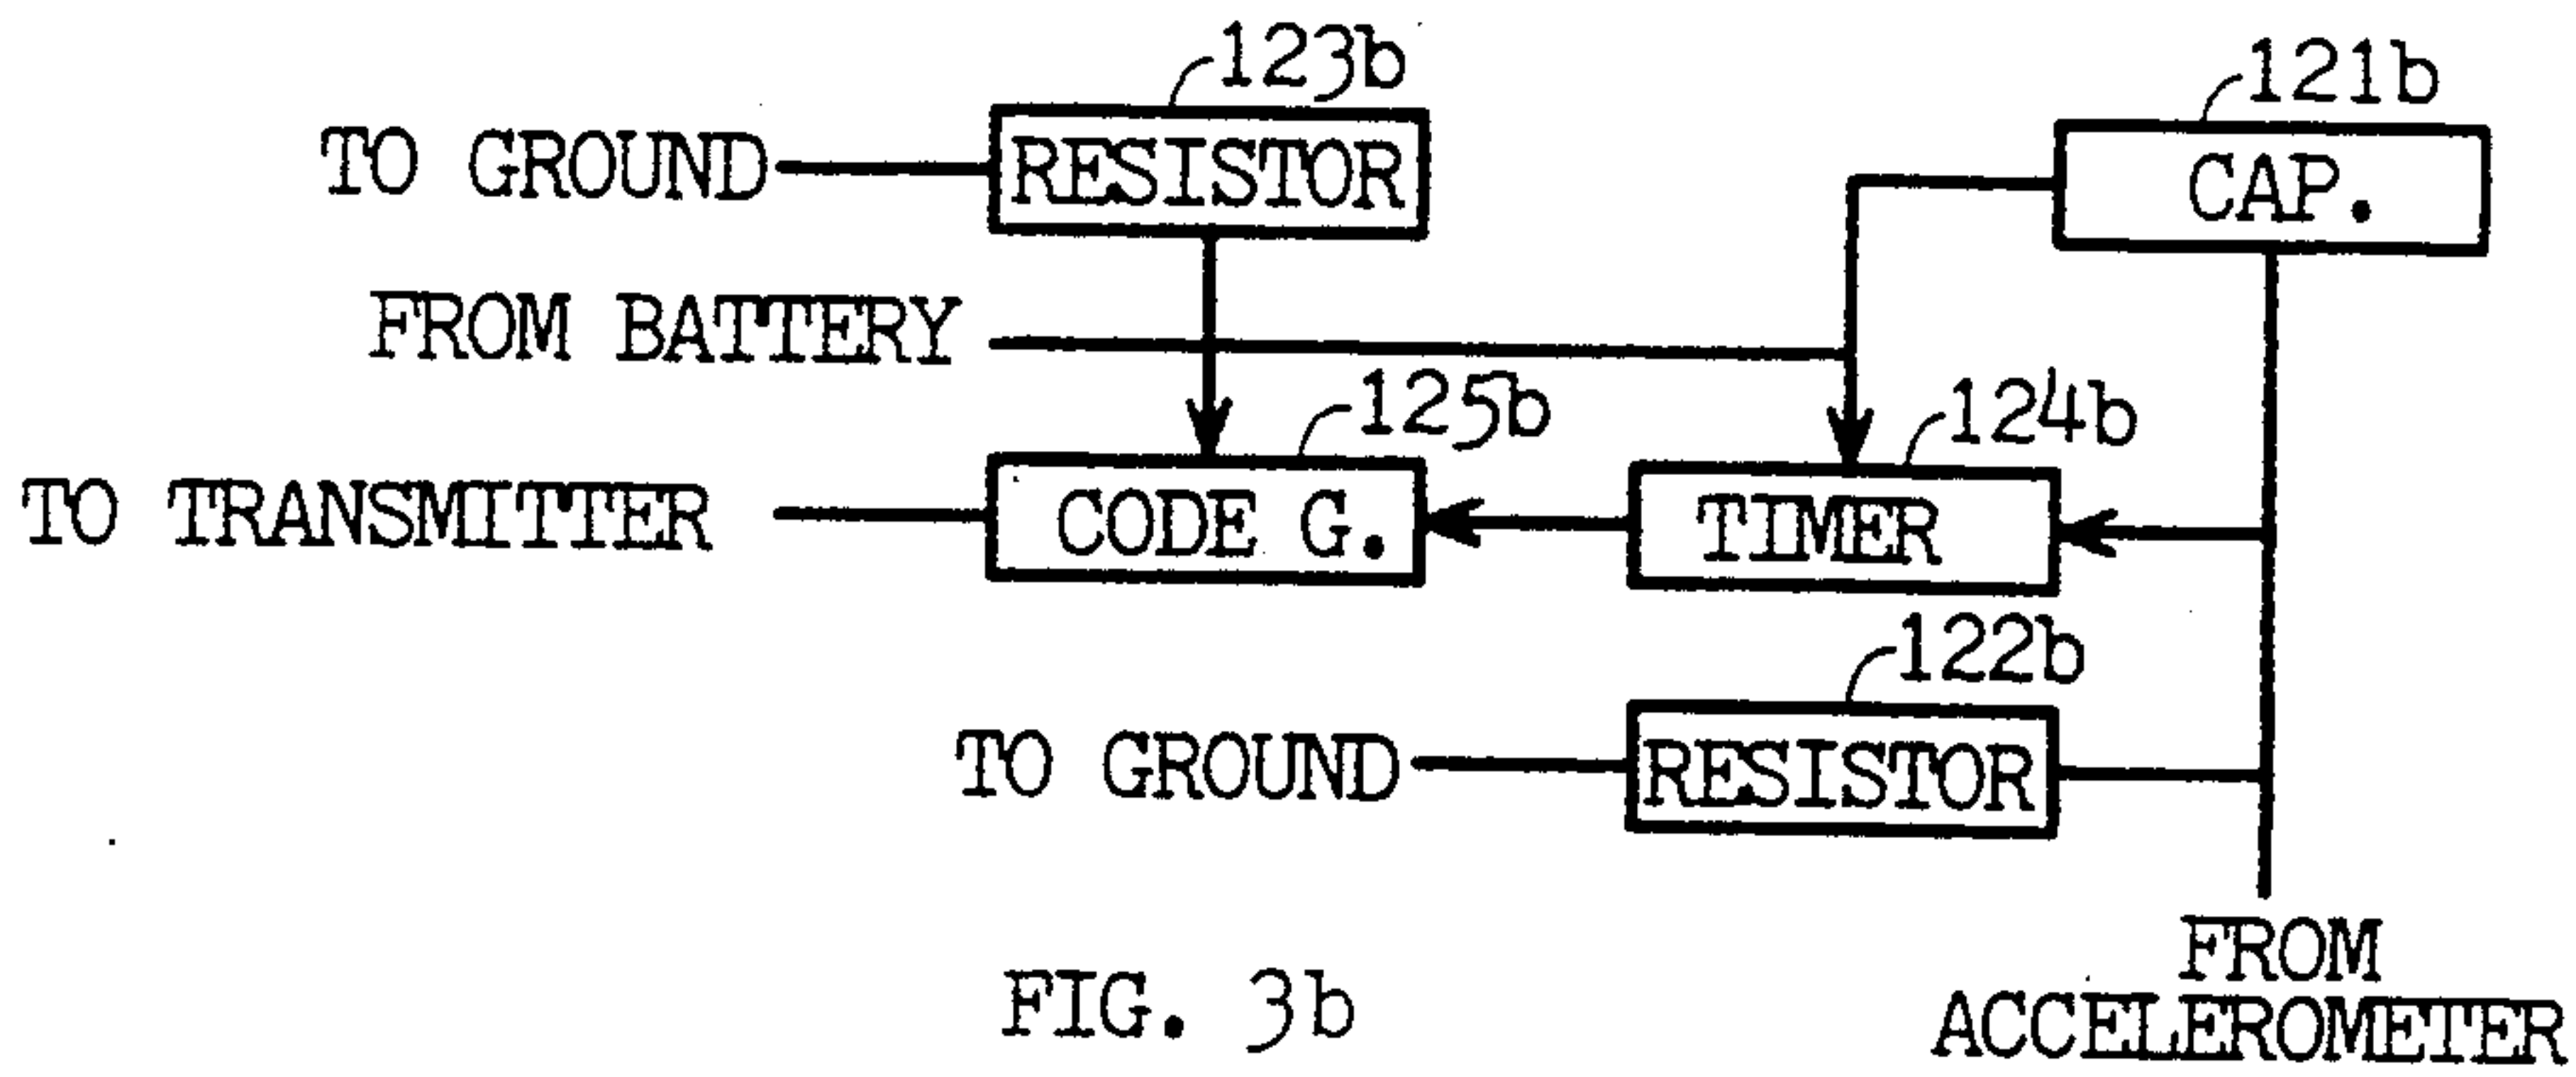 123b
121b
TO GROUND
RESISTOR
CAP.
FROM BATTERY
125b
124b
TO TRANSMITTER
CODE G.
TIMER
122b
TO GROUND
RESISTOR
FROM
ACCELEROMETER
FIG. 3b